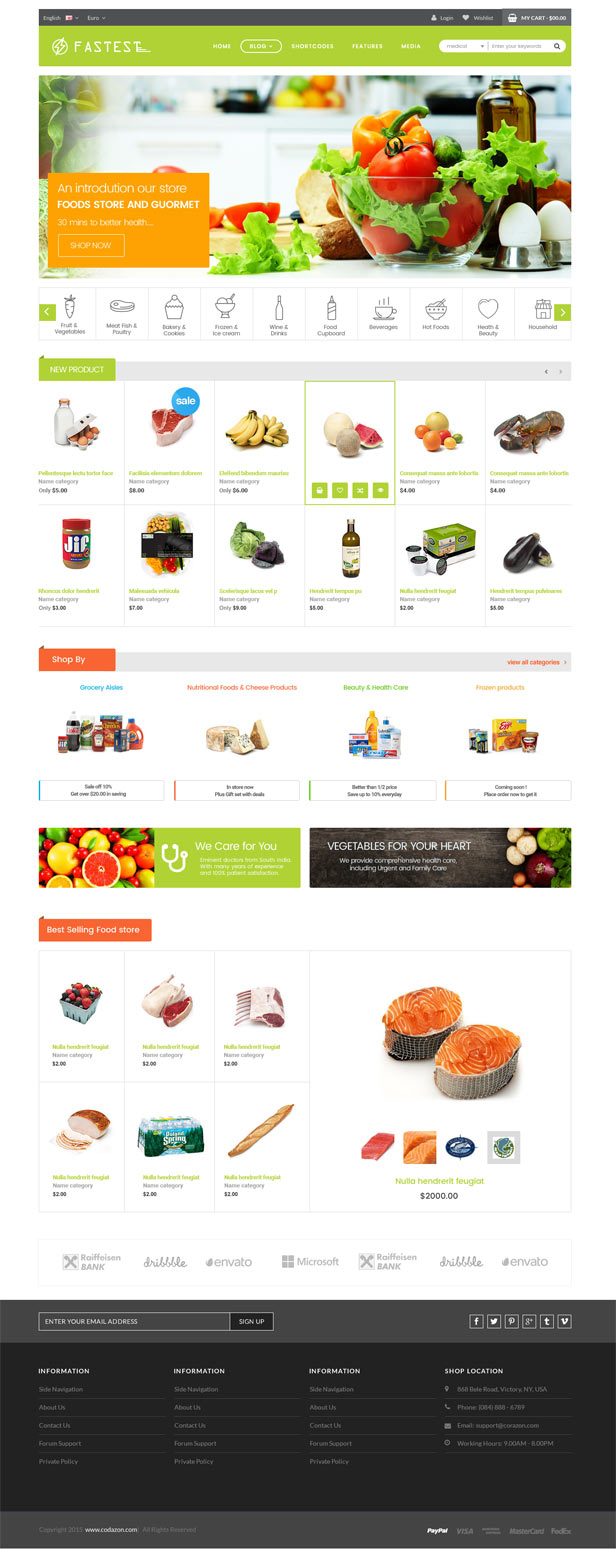 English Euro Login Wishlist MY CART - $00.00
FASTEST HOME BLOG SHORTCODES FEATURES MEDIA medical Enter your keywords
An introdution our store
FOODS STORE AND GUORMET
30 mins to better health....
SHOP NOW
Fruit & Vegetables
Meat Fish & Poultry
Bakery & Cookies
Frozen & Ice cream
Wine & Drinks
Food Cupboard
Beverages
Hot Foods
Heath & Beauty
Household
NEW PRODUCT
sale
Pellentesque lectu tortor face
Name category
Only $5.00
Facilisis elementum dolorem
Name category
$8.00
Eleifend bibendum mauriau
Name category
Only $6.00
Consequat massa ante lobortis
Name category
$4.00
Consequat massa ante lobortis
Name category
$4.00
Jif
Rhoncus dolor hendrerit
Name category
Only $3.00
Malesuada vehicula
Name category
$7.00
Scelerisque lacus vel p
Name category
Only $9.00
Hendrerit tempus pu
Name category
$5.00
Nulla hendrerit feugiat
Name category
$2.00
Hendrerit tempus pulvinares
Name category
$5.00
Shop By
view all categories
Grocery Aisles
Nutritional Foods & Cheese Products
Beauty & Health Care
Frozen products
Sale off 10%
Get over $20.00 in saving
In store now
Plus Gift set with deals
Better than 1/2 price
Save up to 10% everyday
Coming soon !
Place order now to get it
We Care for You
Eminent doctors from South India.
With many years of experience
and 100% patient satisfaction.
VEGETABLES FOR YOUR HEART
We provide comprehensive health care,
including Urgent and Family Care
Best Selling Food store
Nulla hendrerit feugiat
Name category
$2.00
Nulla hendrerit feugiat
Name category
$2.00
Nulla hendrerit feugiat
Name category
$2.00
Poland Spring
Nulla hendrerit feugiat
Name category
$2.00
Nulla hendrerit feugiat
Name category
$2.00
Nulla hendrerit feugiat
Name category
$2.00
Nulla hendrerit feugiat
$2000.00
Raiffeisen BANK dribbble envato Microsoft Raiffeisen BANK dribbble envato
ENTER YOUR EMAIL ADDRESS SIGN UP
INFORMATION
Side Navigation
About Us
Contact Us
Forum Support
Private Policy
INFORMATION
Side Navigation
About Us
Contact Us
Forum Support
Private Policy
INFORMATION
Side Navigation
About Us
Contact Us
Forum Support
Private Policy
SHOP LOCATION
868 Bele Road, Victory, NY, USA
Phone: (084) 888 - 6789
Email: support@corazon.com
Working Hours: 9.00AM - 8.00PM
Copyright 2015 www.codazon.com All Rights Reserved
PayPal VISA MasterCard FedEx